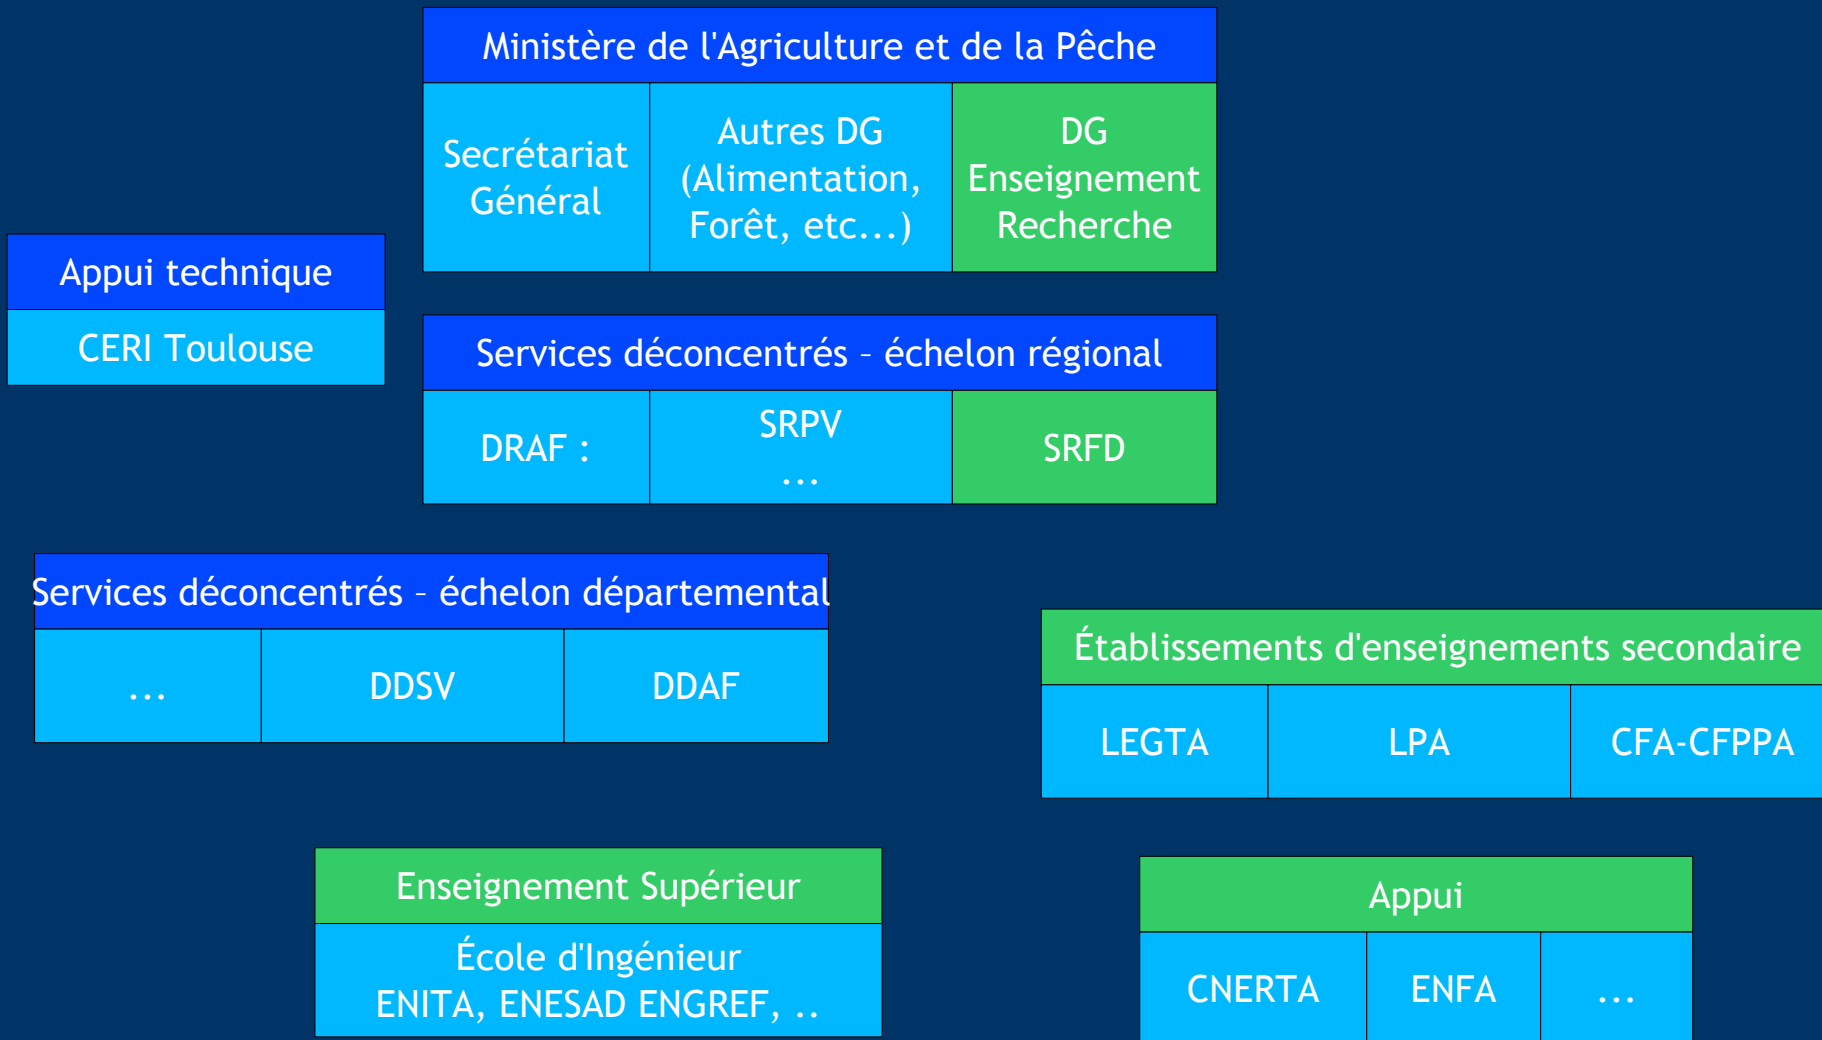 Ministère de l'Agriculture et de la Pêche
Secrétariat
Général
Autres DG
(Alimentation,
Forêt, etc...)
DG
Enseignement
Recherche
Appui technique
CERI Toulouse
Services déconcentrés – échelon régional
DRAF :
SRPV
...
SRFD
Services déconcentrés – échelon départemental
...
DDSV
DDAF
Établissements d'enseignements secondaire
LEGTA
LPA
CFA-CFPPA
Enseignement Supérieur
École d'Ingénieur
ENITA, ENESAD ENGREF, ..
Appui
CNERTA
ENFA
...